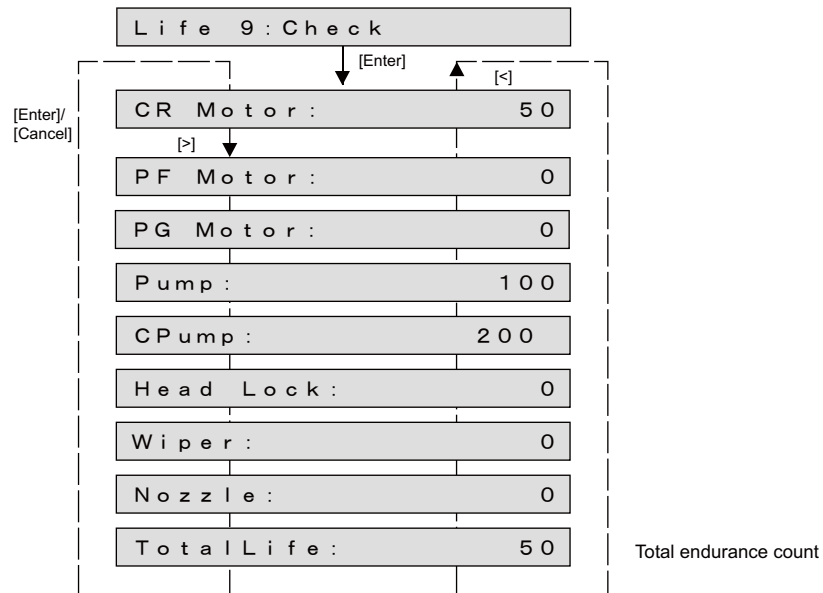 Life 9:Check
[Enter]
[<]
[Enter]/
[Cancel]
CR Motor: 50
[>]
PF Motor: 0
PG Motor: 0
Pump: 100
CPump: 200
Head Lock: 0
Wiper: 0
Nozzle: 0
TotalLife: 50
Total endurance count